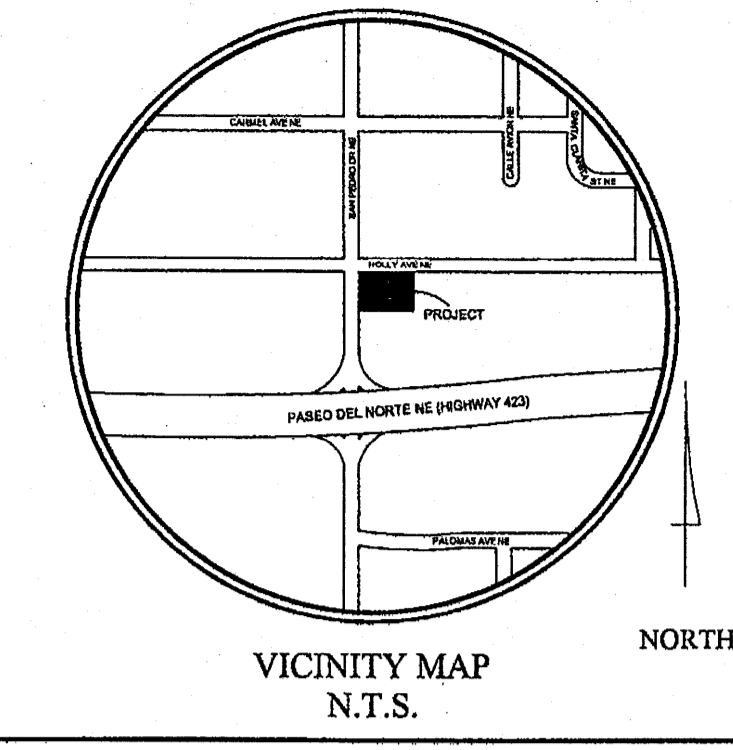 CARMEL AVE NE
SAN PEDRO DR NE
CALLE AVION NE
SANTA CLARITA
ST NE
HOLLY AVE NE
PROJECT
PASEO DEL NORTE NE (HIGHWAY 423)
PALOMAS AVE NE
NORTH
VICINITY MAP
N.T.S.